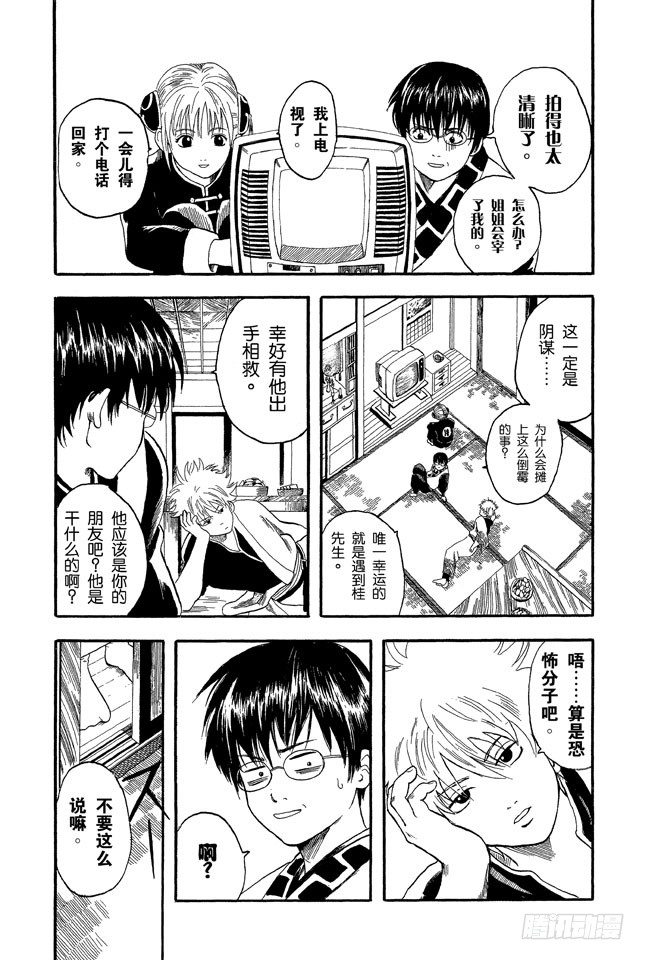 拍得也太
清晰了。
怎么办？
姐姐会宰
了我的。
我上电
视了。
一会儿得
打个电话
回家。
这一定是
阴谋……
为什么会摊
上这么倒霉
的事？
唯一幸运的
就是遇到桂
先生。
幸好有他出
手相救。
他应该是你的
朋友吧？他是
干什么的啊？
唔……算是恐
怖分子吧。
啊？
不要这么
说嘛。
腾讯动漫